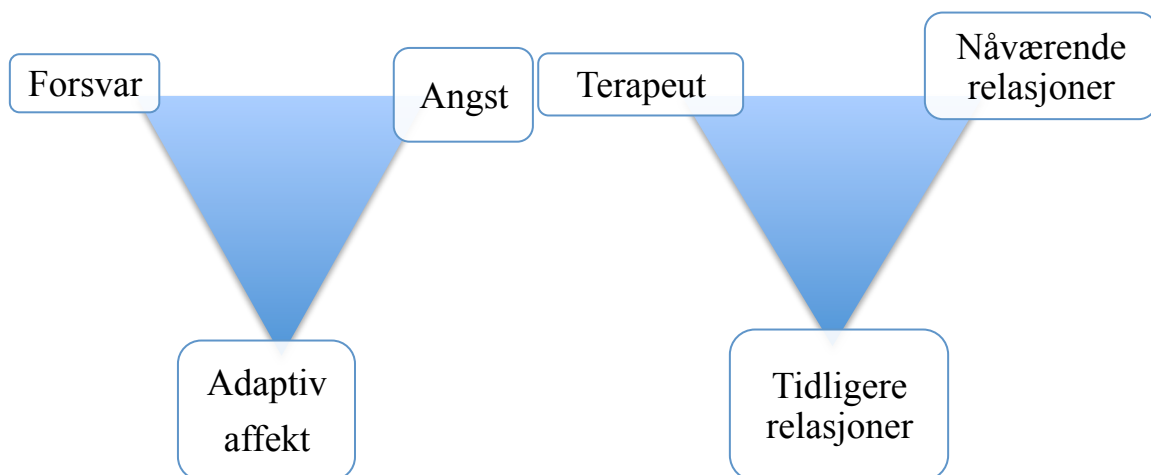 Forsvar
Angst
Terapeut
Nåværende
relasjoner
Adaptiv
affekt
Tidligere
relasjoner